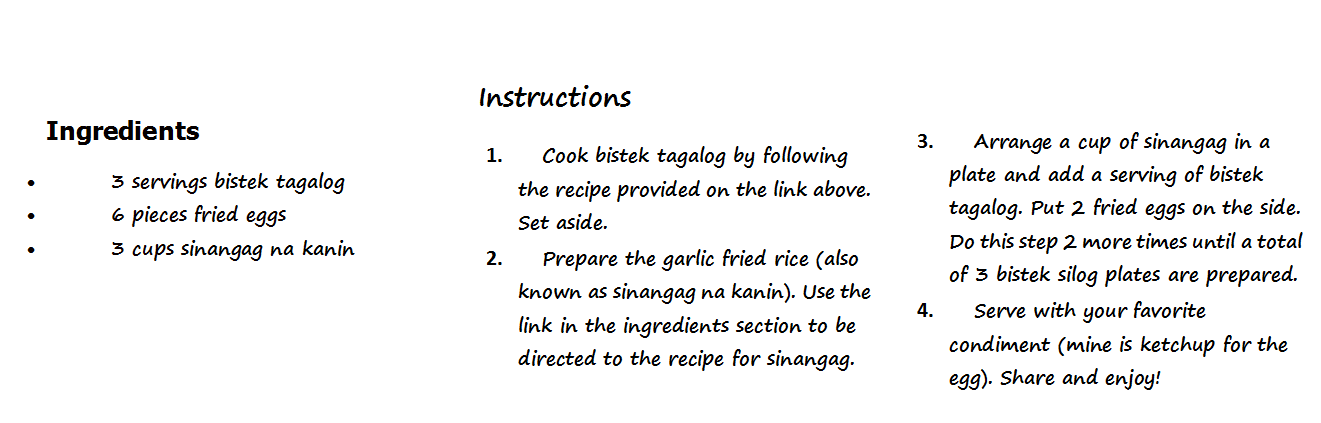 Ingredients
• 3 servings bistek tagalog
• 6 pieces fried eggs
• 3 cups sinangag na kanin
Instructions
1. Cook bistek tagalog by following
the recipe provided on the link above.
Set aside.
2. Prepare the garlic fried rice (also
known as sinangag na kanin). Use the
link in the ingredients section to be
directed to the recipe for sinangag.
3. Arrange a cup of sinangag in a
plate and add a serving of bistek
tagalog. Put 2 fried eggs on the side.
Do this step 2 more times until a total
of 3 bistek silog plates are prepared.
4. Serve with your favorite
condiment (mine is ketchup for the
egg). Share and enjoy!